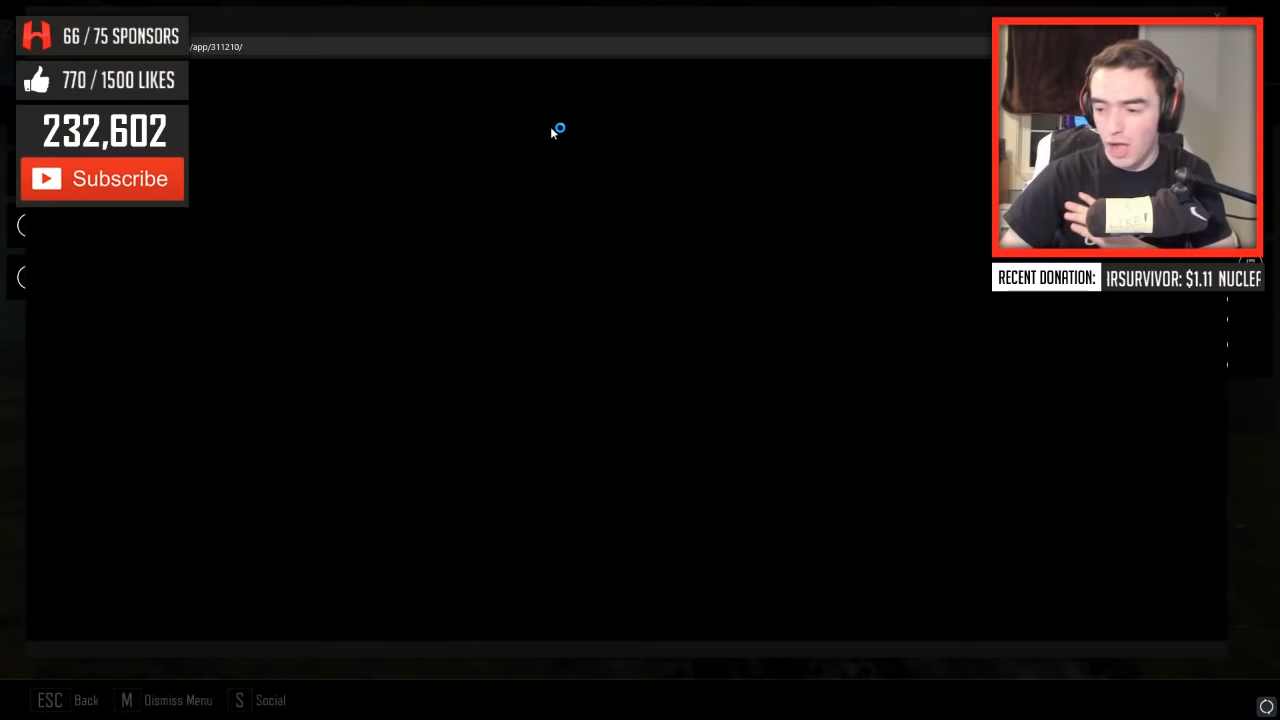 66 / 75 SPONSORS
/app/311210/
770 / 1500 LIKES
232,602
Subscribe
LIKE!
RECENT DONATION: IRSURVIVOR: $1.11 NUCLEF
ESC Back M Dismiss Menu S Social